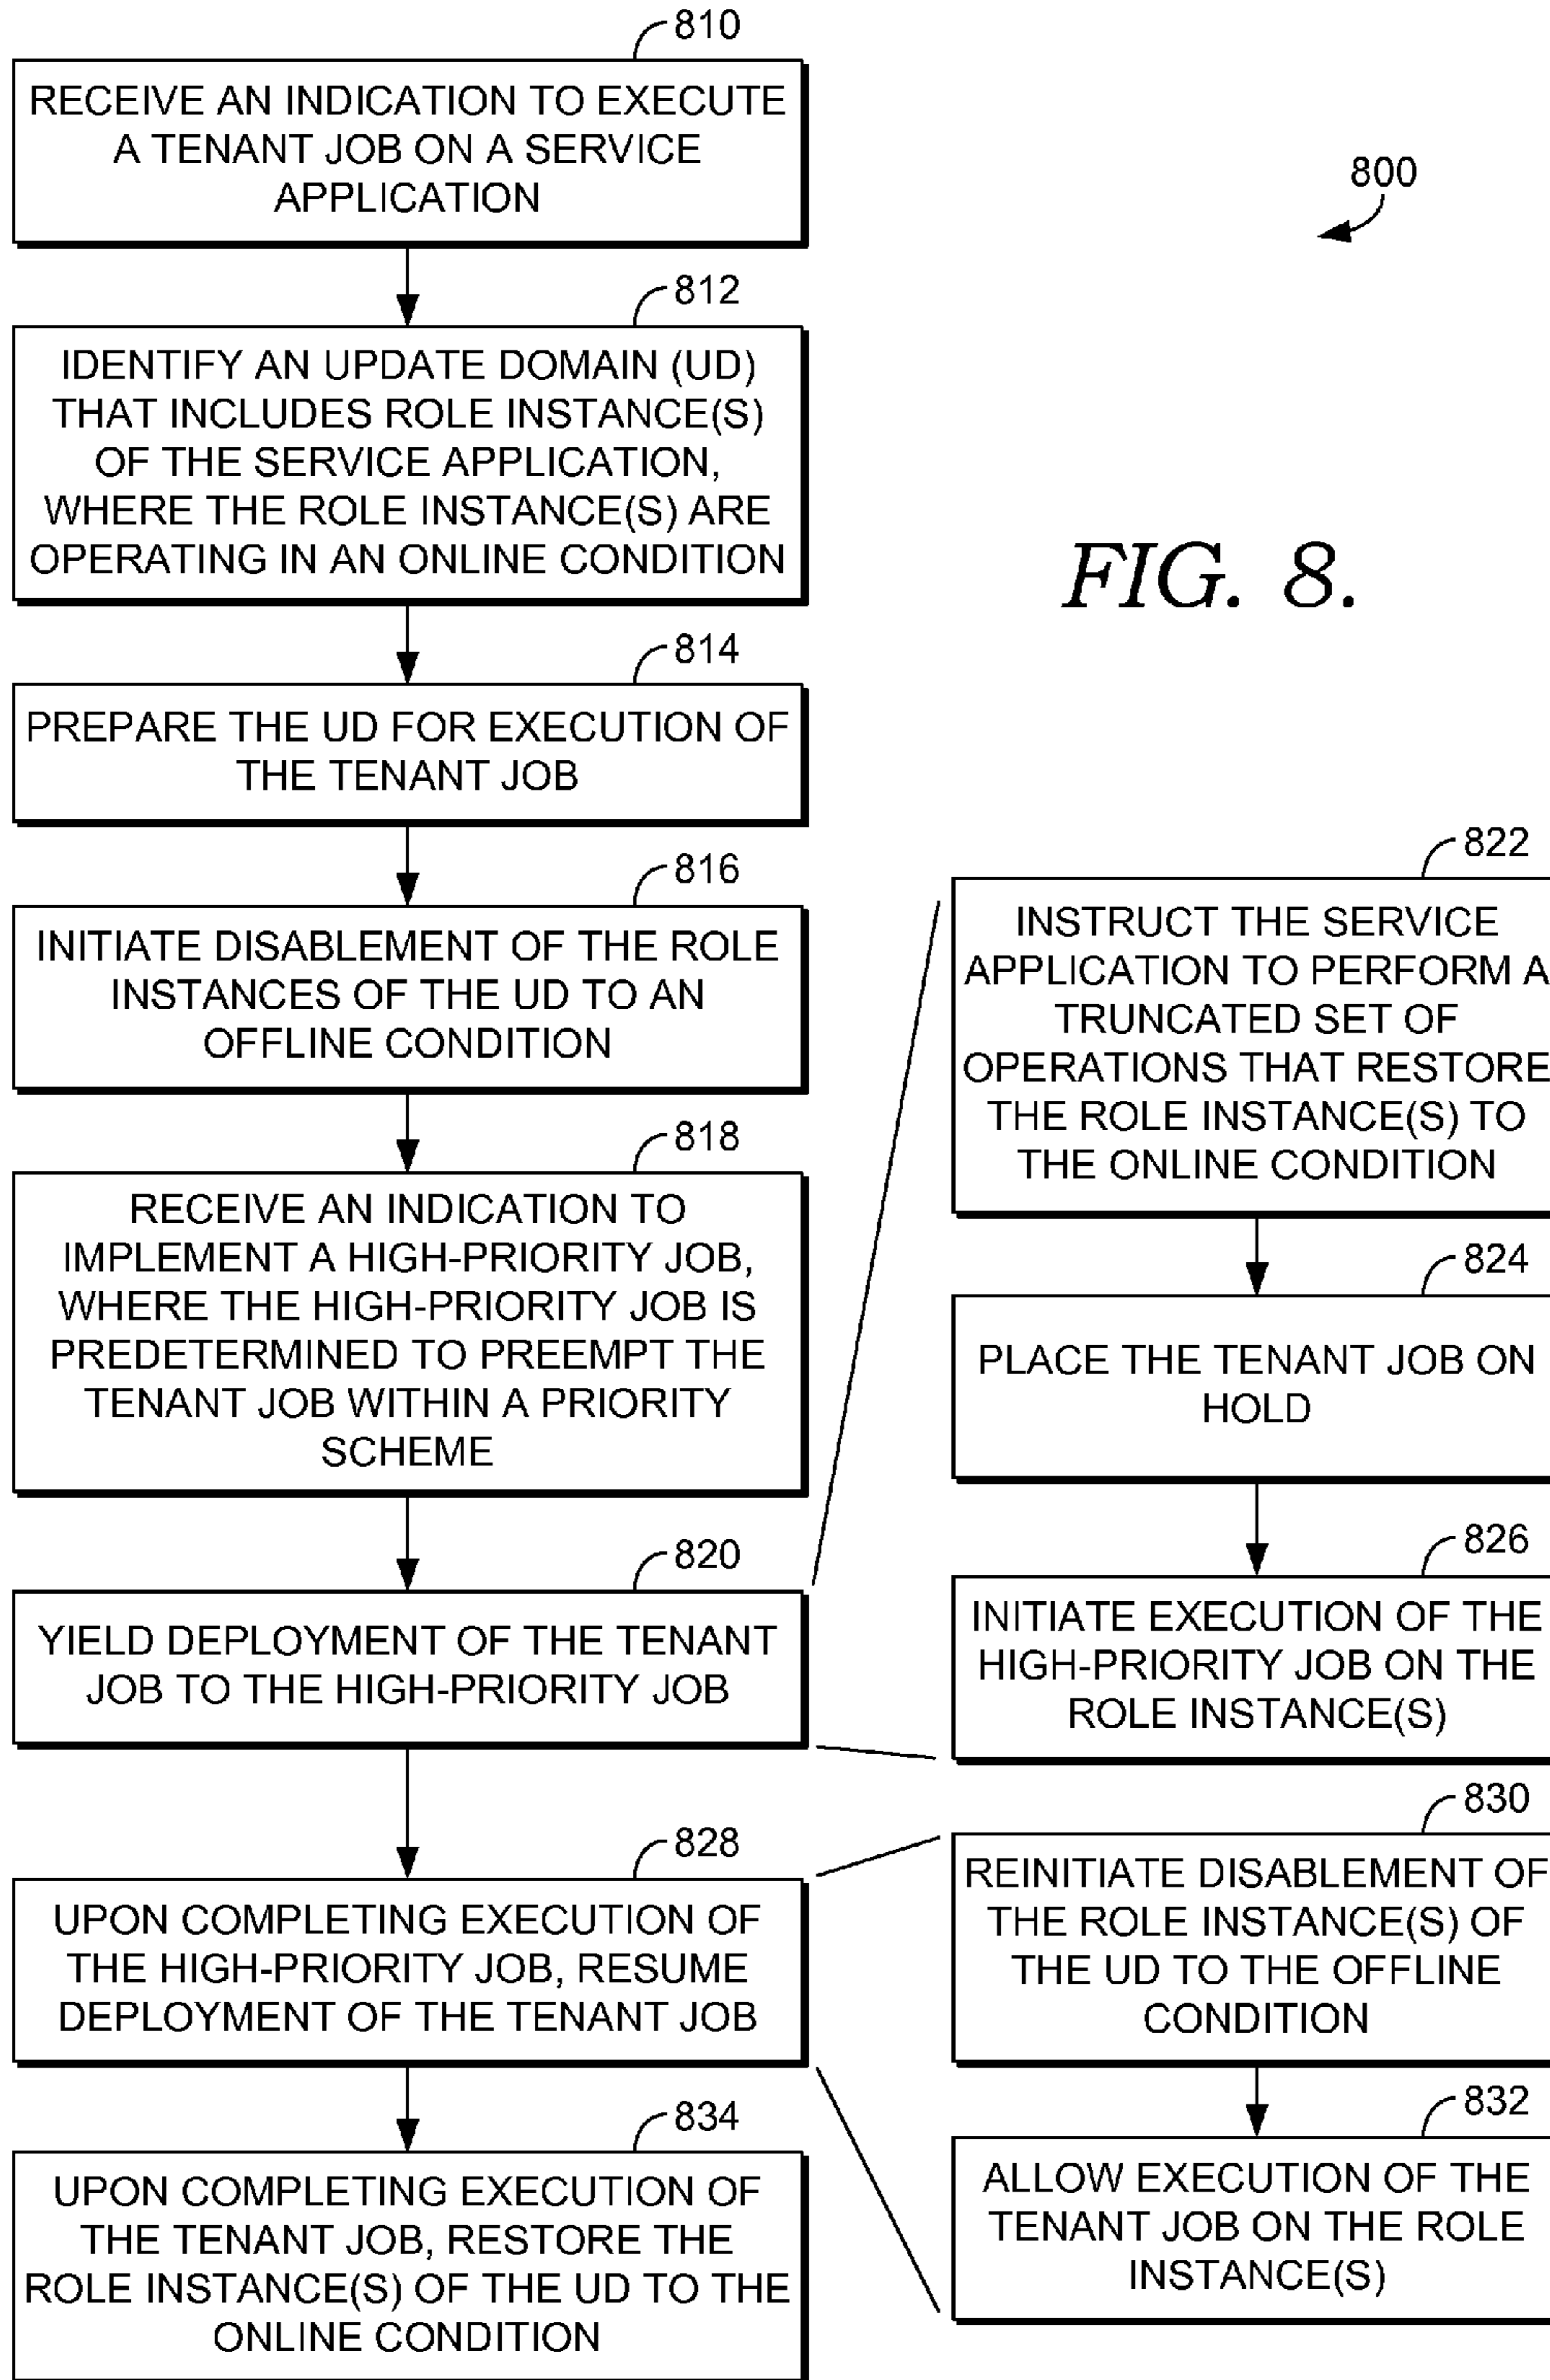 810
RECEIVE AN INDICATION TO EXECUTE
A TENANT JOB ON A SERVICE
APPLICATION
800
812
IDENTIFY AN UPDATE DOMAIN (UD)
THAT INCLUDES ROLE INSTANCE(S)
OF THE SERVICE APPLICATION,
WHERE THE ROLE INSTANCE(S) ARE
OPERATING IN AN ONLINE CONDITION
FIG. 8.
814
PREPARE THE UD FOR EXECUTION OF
THE TENANT JOB
816
INITIATE DISABLEMENT OF THE ROLE
INSTANCES OF THE UD TO AN
OFFLINE CONDITION
818
RECEIVE AN INDICATION TO
IMPLEMENT A HIGH-PRIORITY JOB,
WHERE THE HIGH-PRIORITY JOB IS
PREDETERMINED TO PREEMPT THE
TENANT JOB WITHIN A PRIORITY
SCHEME
820
YIELD DEPLOYMENT OF THE TENANT
JOB TO THE HIGH-PRIORITY JOB
822
INSTRUCT THE SERVICE
APPLICATION TO PERFORM A
TRUNCATED SET OF
OPERATIONS THAT RESTORE
THE ROLE INSTANCE(S) TO
THE ONLINE CONDITION
824
PLACE THE TENANT JOB ON
HOLD
826
INITIATE EXECUTION OF THE
HIGH-PRIORITY JOB ON THE
ROLE INSTANCE(S)
828
UPON COMPLETING EXECUTION OF
THE HIGH-PRIORITY JOB, RESUME
DEPLOYMENT OF THE TENANT JOB
830
REINITIATE DISABLEMENT OF
THE ROLE INSTANCE(S) OF
THE UD TO THE OFFLINE
CONDITION
832
ALLOW EXECUTION OF THE
TENANT JOB ON THE ROLE
INSTANCE(S)
834
UPON COMPLETING EXECUTION OF
THE TENANT JOB, RESTORE THE
ROLE INSTANCE(S) OF THE UD TO THE
ONLINE CONDITION